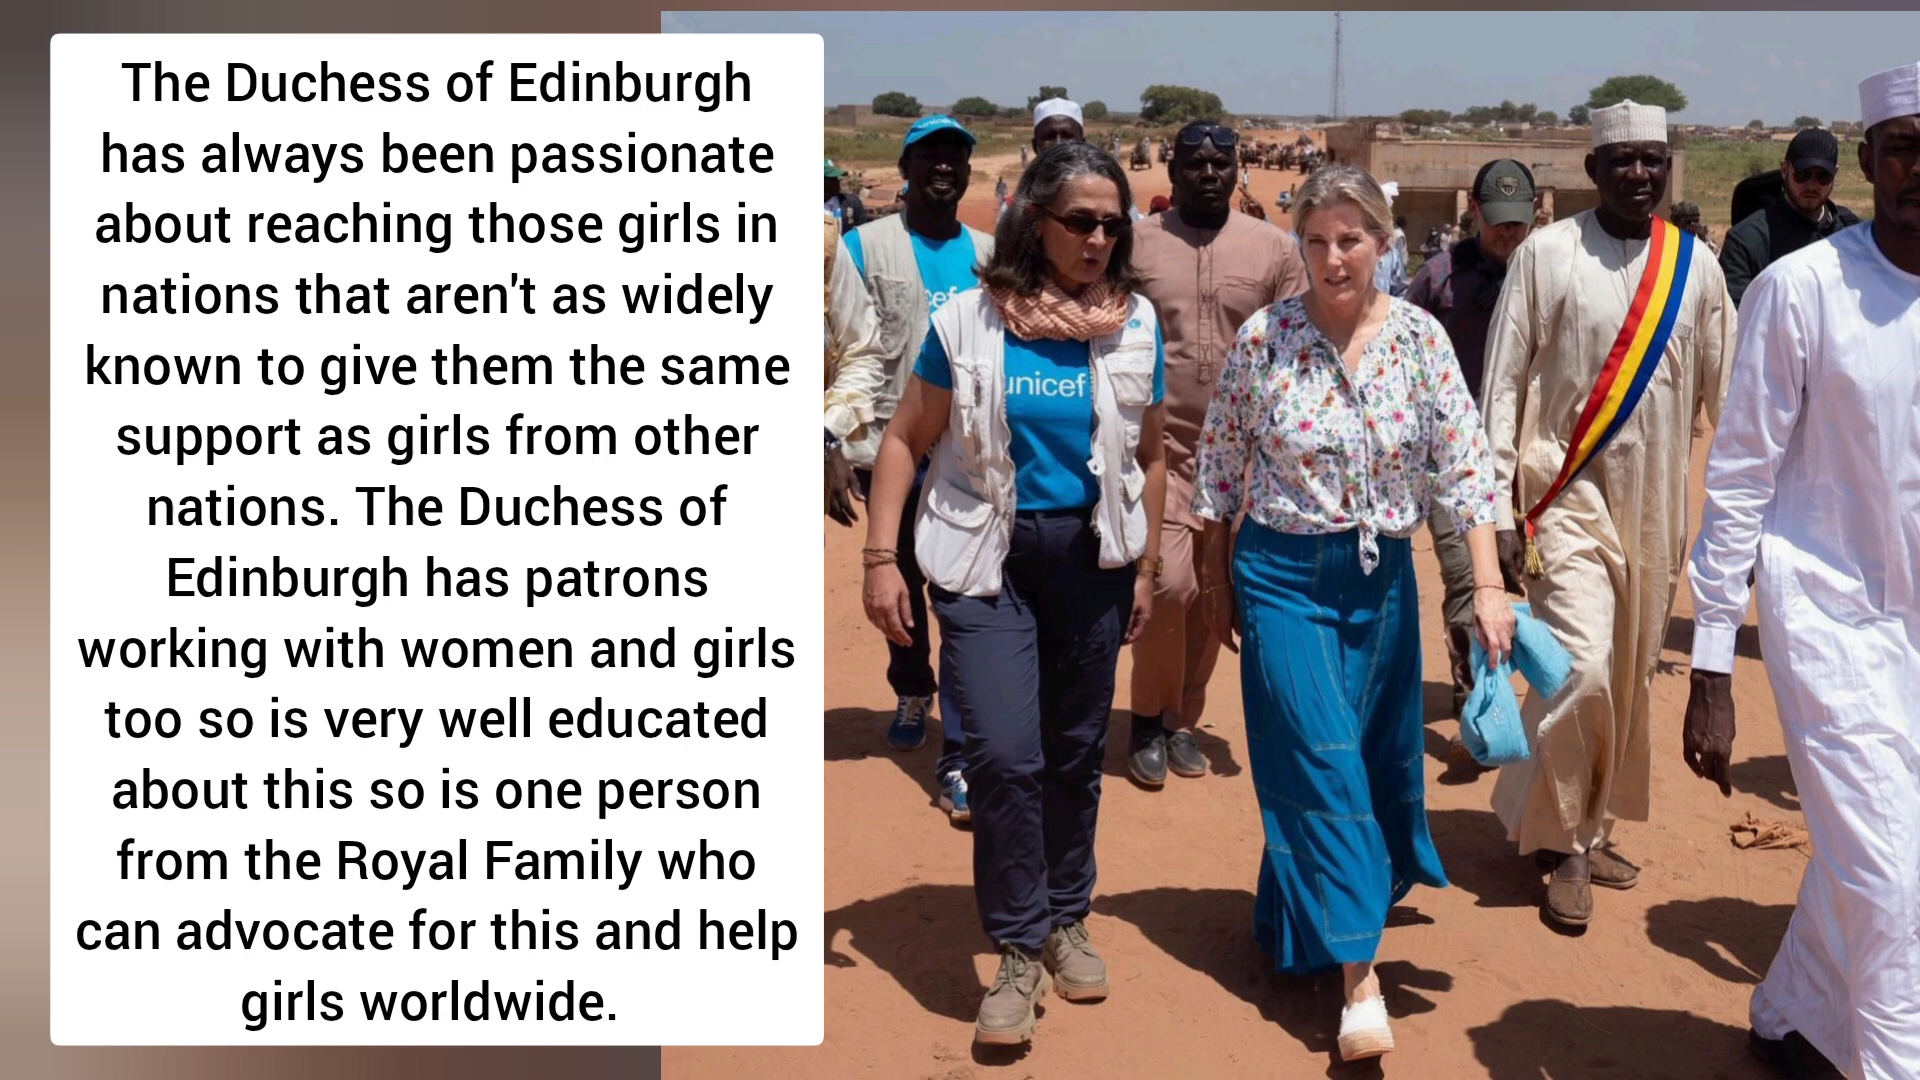 The Duchess of Edinburgh
has always been passionate
about reaching those girls in
nations that aren't as widely
known to give them the same
support as girls from other
nations. The Duchess of
Edinburgh has patrons
working with women and girls
too so is very well educated
about this so is one person
from the Royal Family who
can advocate for this and help
girls worldwide.
unicef
unicef